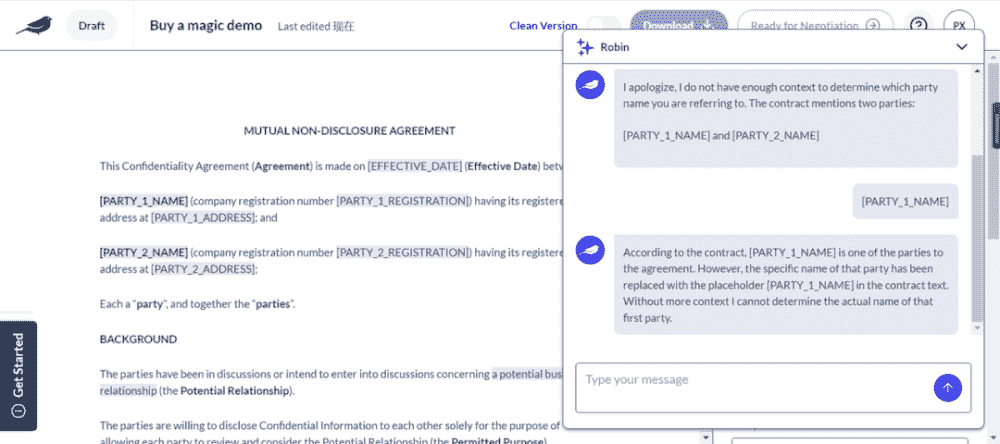 Draft
Buy a magic demo
Last edited 现在
Clean Version
Download
Ready for Negotiation
PX
MUTUAL NON-DISCLOSURE AGREEMENT
This Confidentiality Agreement (Agreement) is made on [EFFECTIVE_DATE] (Effective Date)
[PARTY_1_NAME] (company registration number [PARTY_1_REGISTRATION]) having its
address at [PARTY_1_ADDRESS]; and
[PARTY_2_NAME] (company registration number [PARTY_2_REGISTRATION]) having its
address at [PARTY_2_ADDRESS];
Each a "party", and together the "parties".
BACKGROUND
The parties have been in discussions or intend to enter into discussions concerning a potential
relationship (the Potential Relationship).
The parties are willing to disclose Confidential Information to each other solely for the purpose of
allowing each party to review and consider the Potential Relationship (the Permitted Purpose).
Get Started
Robin
I apologize, I do not have enough context to determine which party
name you are referring to. The contract mentions two parties:
[PARTY_1_NAME] and [PARTY_2_NAME]
[PARTY_1_NAME]
According to the contract, [PARTY_1_NAME] is one of the parties to
the agreement. However, the specific name of that party has been
replaced with the placeholder [PARTY_1_NAME] in the contract text.
Without more context I cannot determine the actual name of that
first party.
Type your message